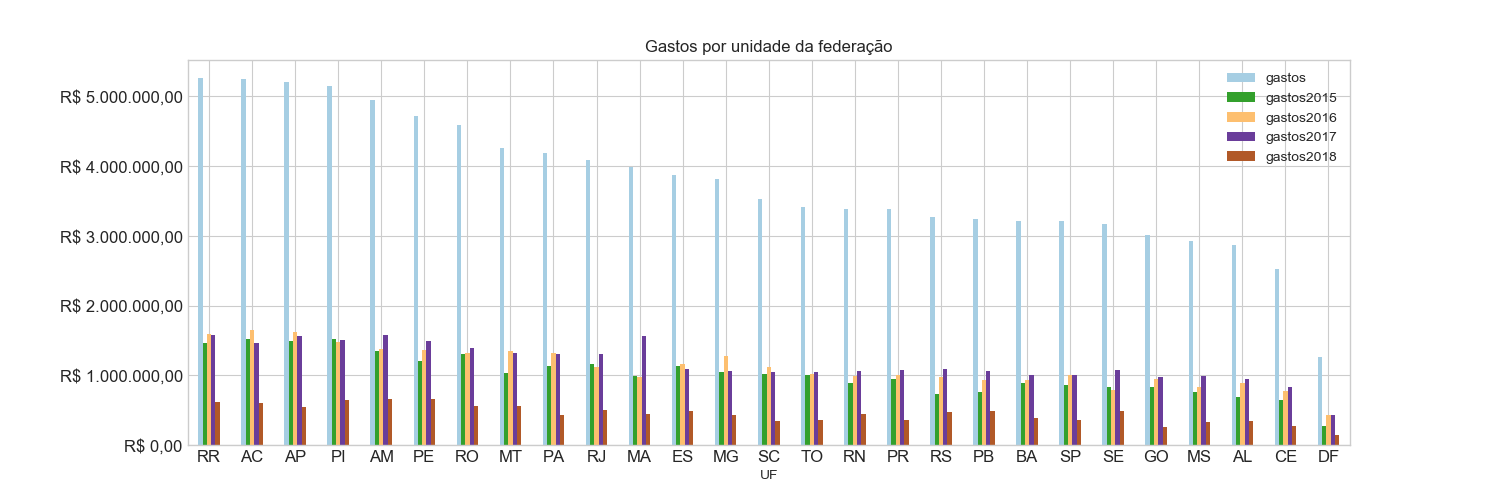 Gastos por unidade da federação
R$ 5.000.000,00
R$ 4.000.000,00
R$ 3.000.000,00
R$ 2.000.000,00
R$ 1.000.000,00
R$ 0,00
gastos
gastos2015
gastos2016
gastos2017
gastos2018
RR AC AP PI AM PE RO MT PA RJ MA ES MG SC TO RN PR RS PB BA SP SE GO MS AL CE DF
UF